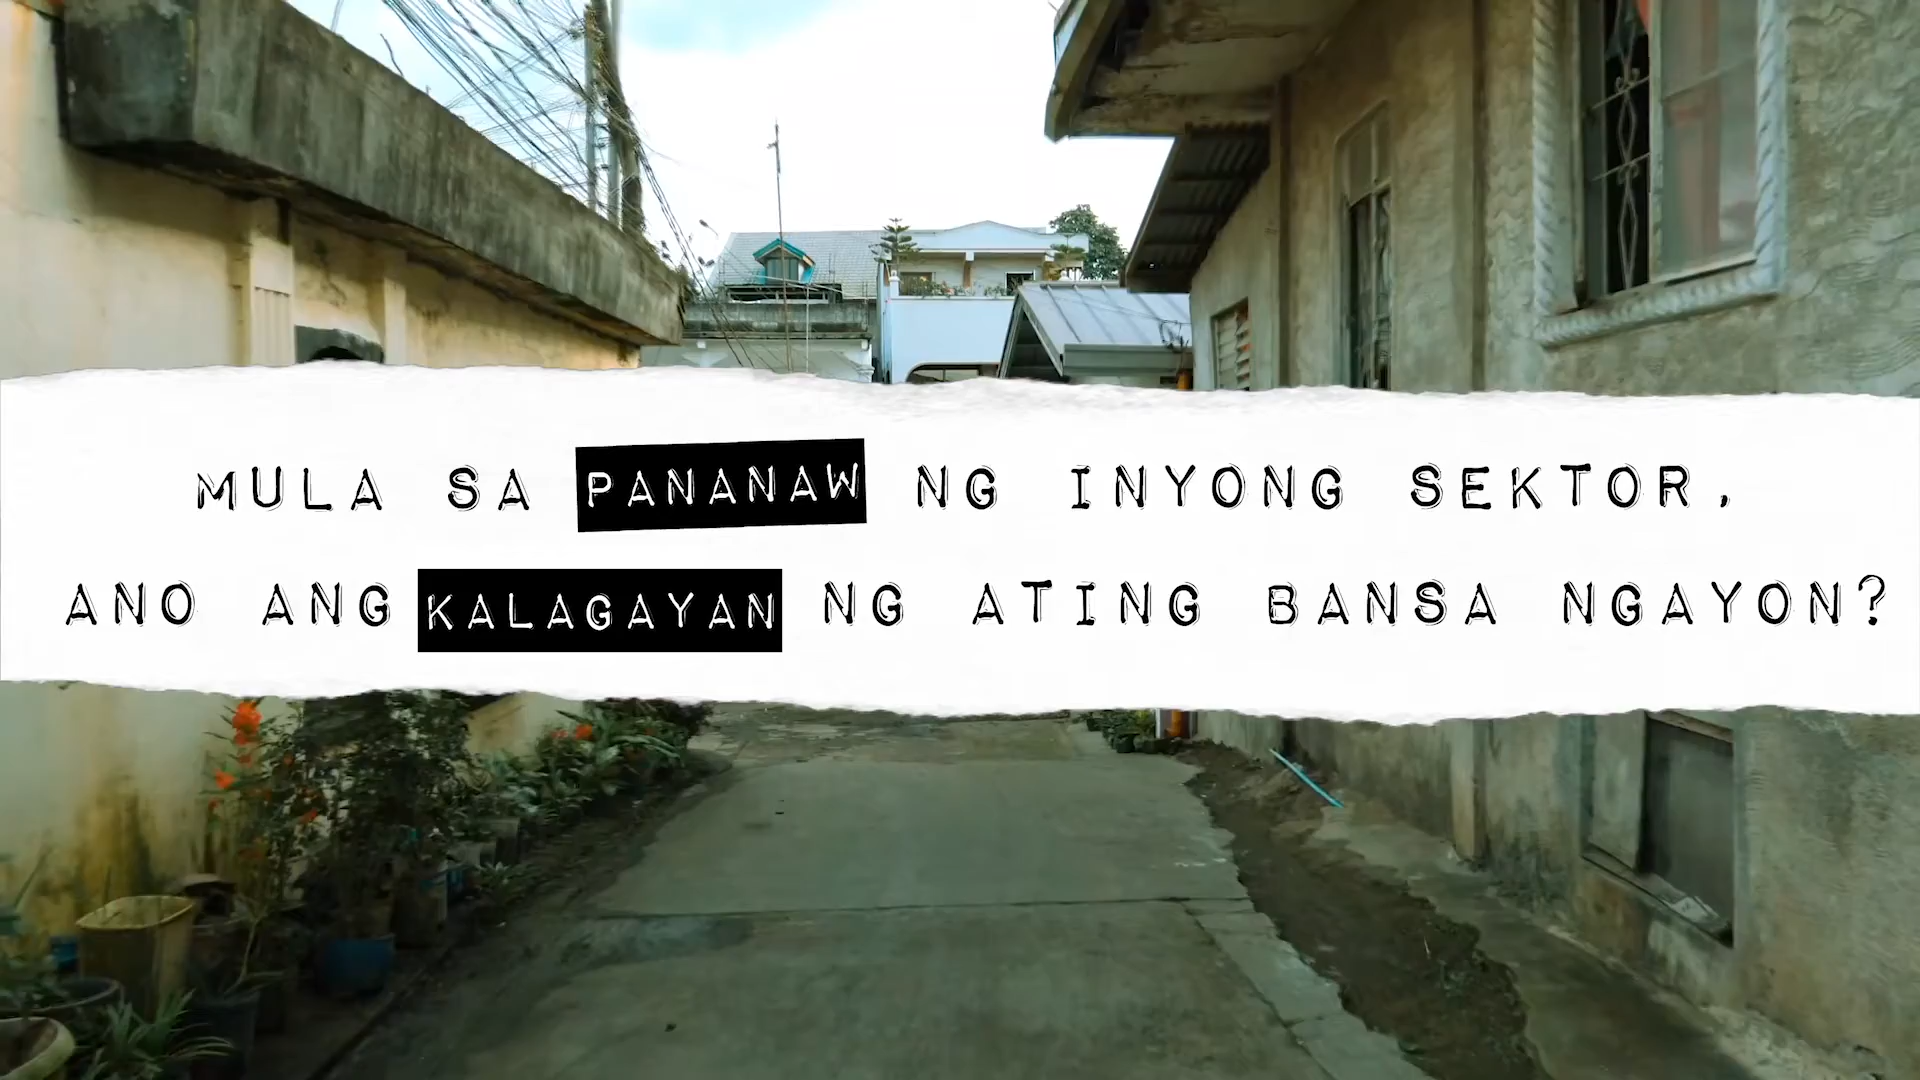 MULA SA PANANAW NG INYONG SEKTOR,
ANO ANG KALAGAYAN NG ATING BANSA NGAYON?